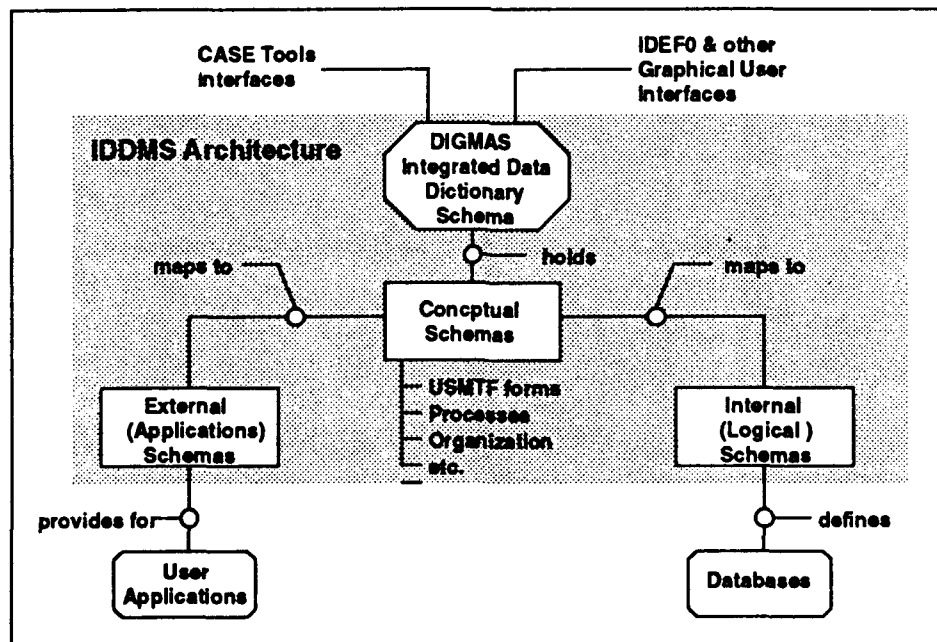 CASE Tools
Interfaces
IDEF0 & other
Graphical User
Interfaces
IDDMS Architecture
DIGMAS
Integrated Data
Dictionary
Schema
holds
maps to
maps to
Concptual
Schemas
USMTF forms
Processes
Organization
etc.
External
(Applications)
Schemas
Internal
(Logical )
Schemas
provides for
defines
User
Applications
Databases